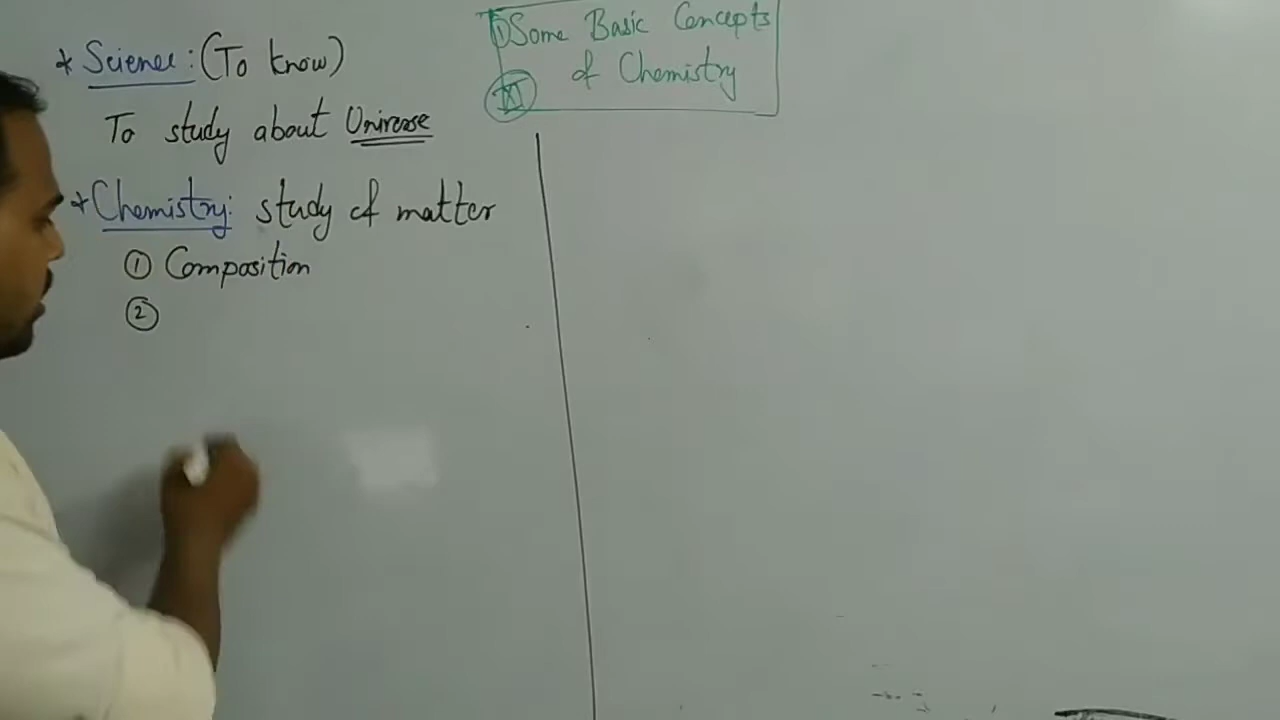 ① Some Basic Concepts
of Chemistry
XI
* Science : (To know)
To study about Universe
* Chemistry: study of matter
① Composition
②